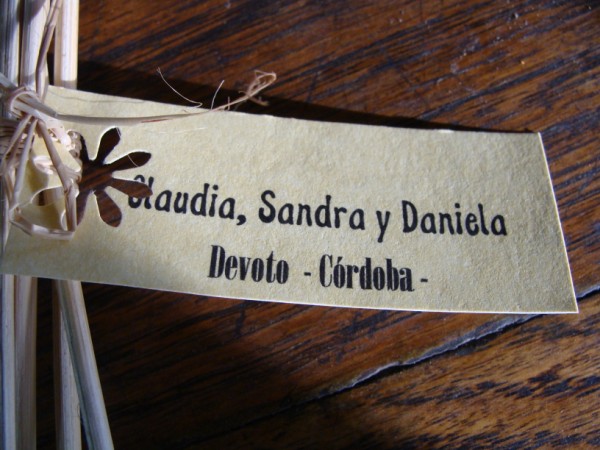 Claudia, Sandra y Daniela
Devoto - Córdoba -